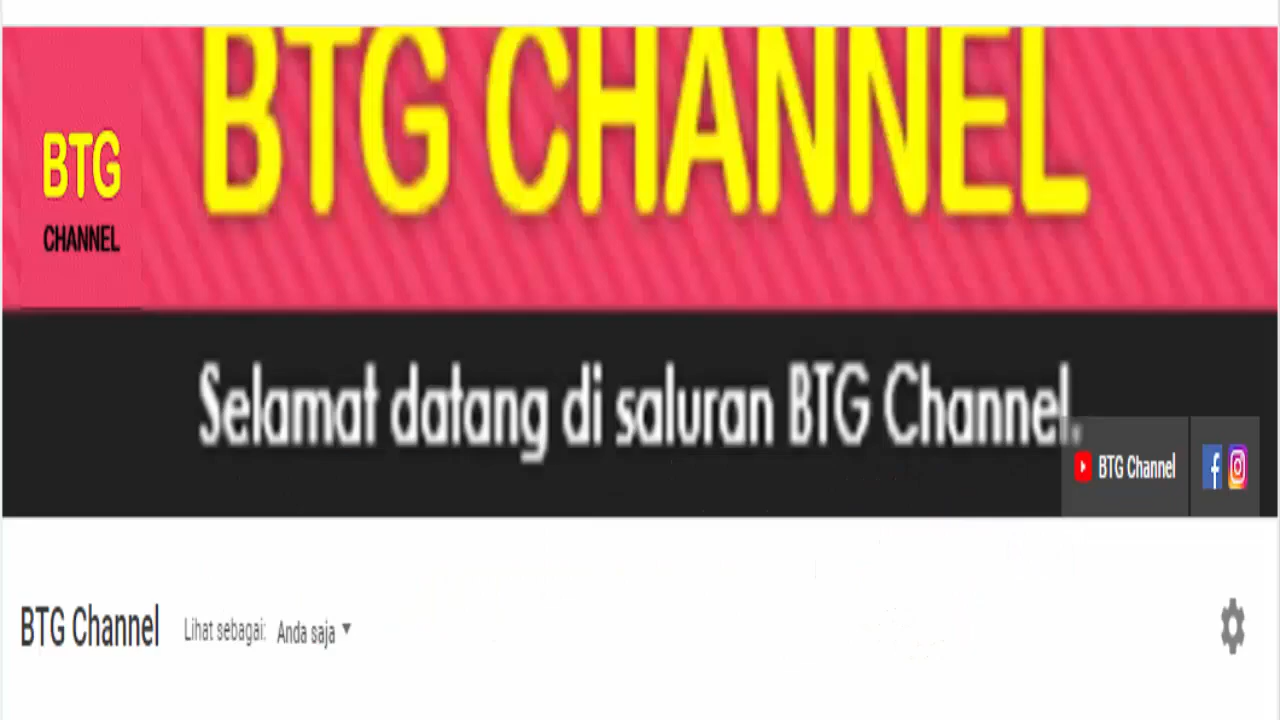 BTG CHANNEL
BTG
CHANNEL
Selamat datang di saluran BTG Channel.
BTG Channel
BTG Channel Lihat sebagai: Anda saja